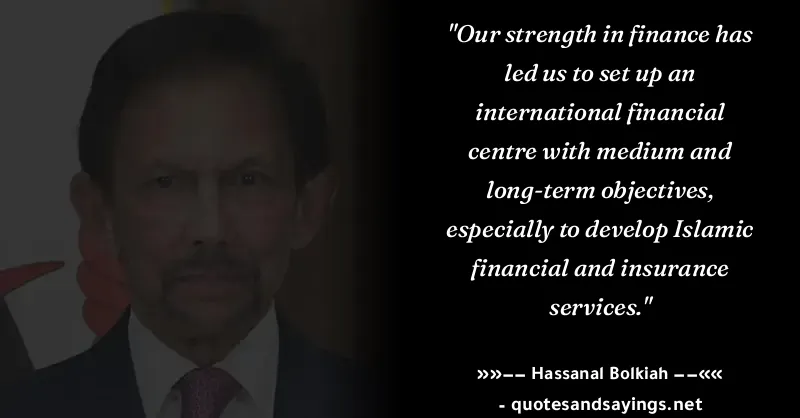 "Our strength in finance has
led us to set up an
international financial
centre with medium and
long-term objectives,
especially to develop Islamic
financial and insurance
services."
»»−− Hassanal Bolkiah −−««
- quotesandsayings.net